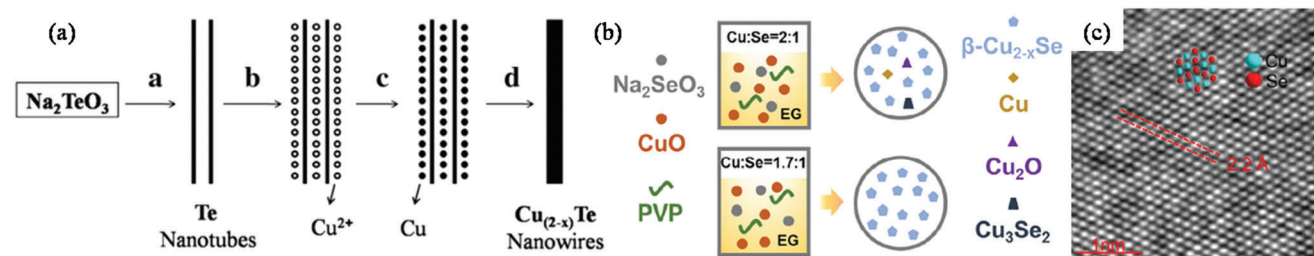 (a)
a
b
c
d
Na₂TeO₃
Te
Nanotubes
Cu²⁺
Cu
Cu₍₂₋ₓ₎Te
Nanowires
(b)
Na₂SeO₃
CuO
PVP
Cu:Se=2:1
EG
Cu:Se=1.7:1
EG
β-Cu₂₋ₓSe
Cu
Cu₂O
Cu₃Se₂
(c)
Cu
Se
2.2 Å
1nm